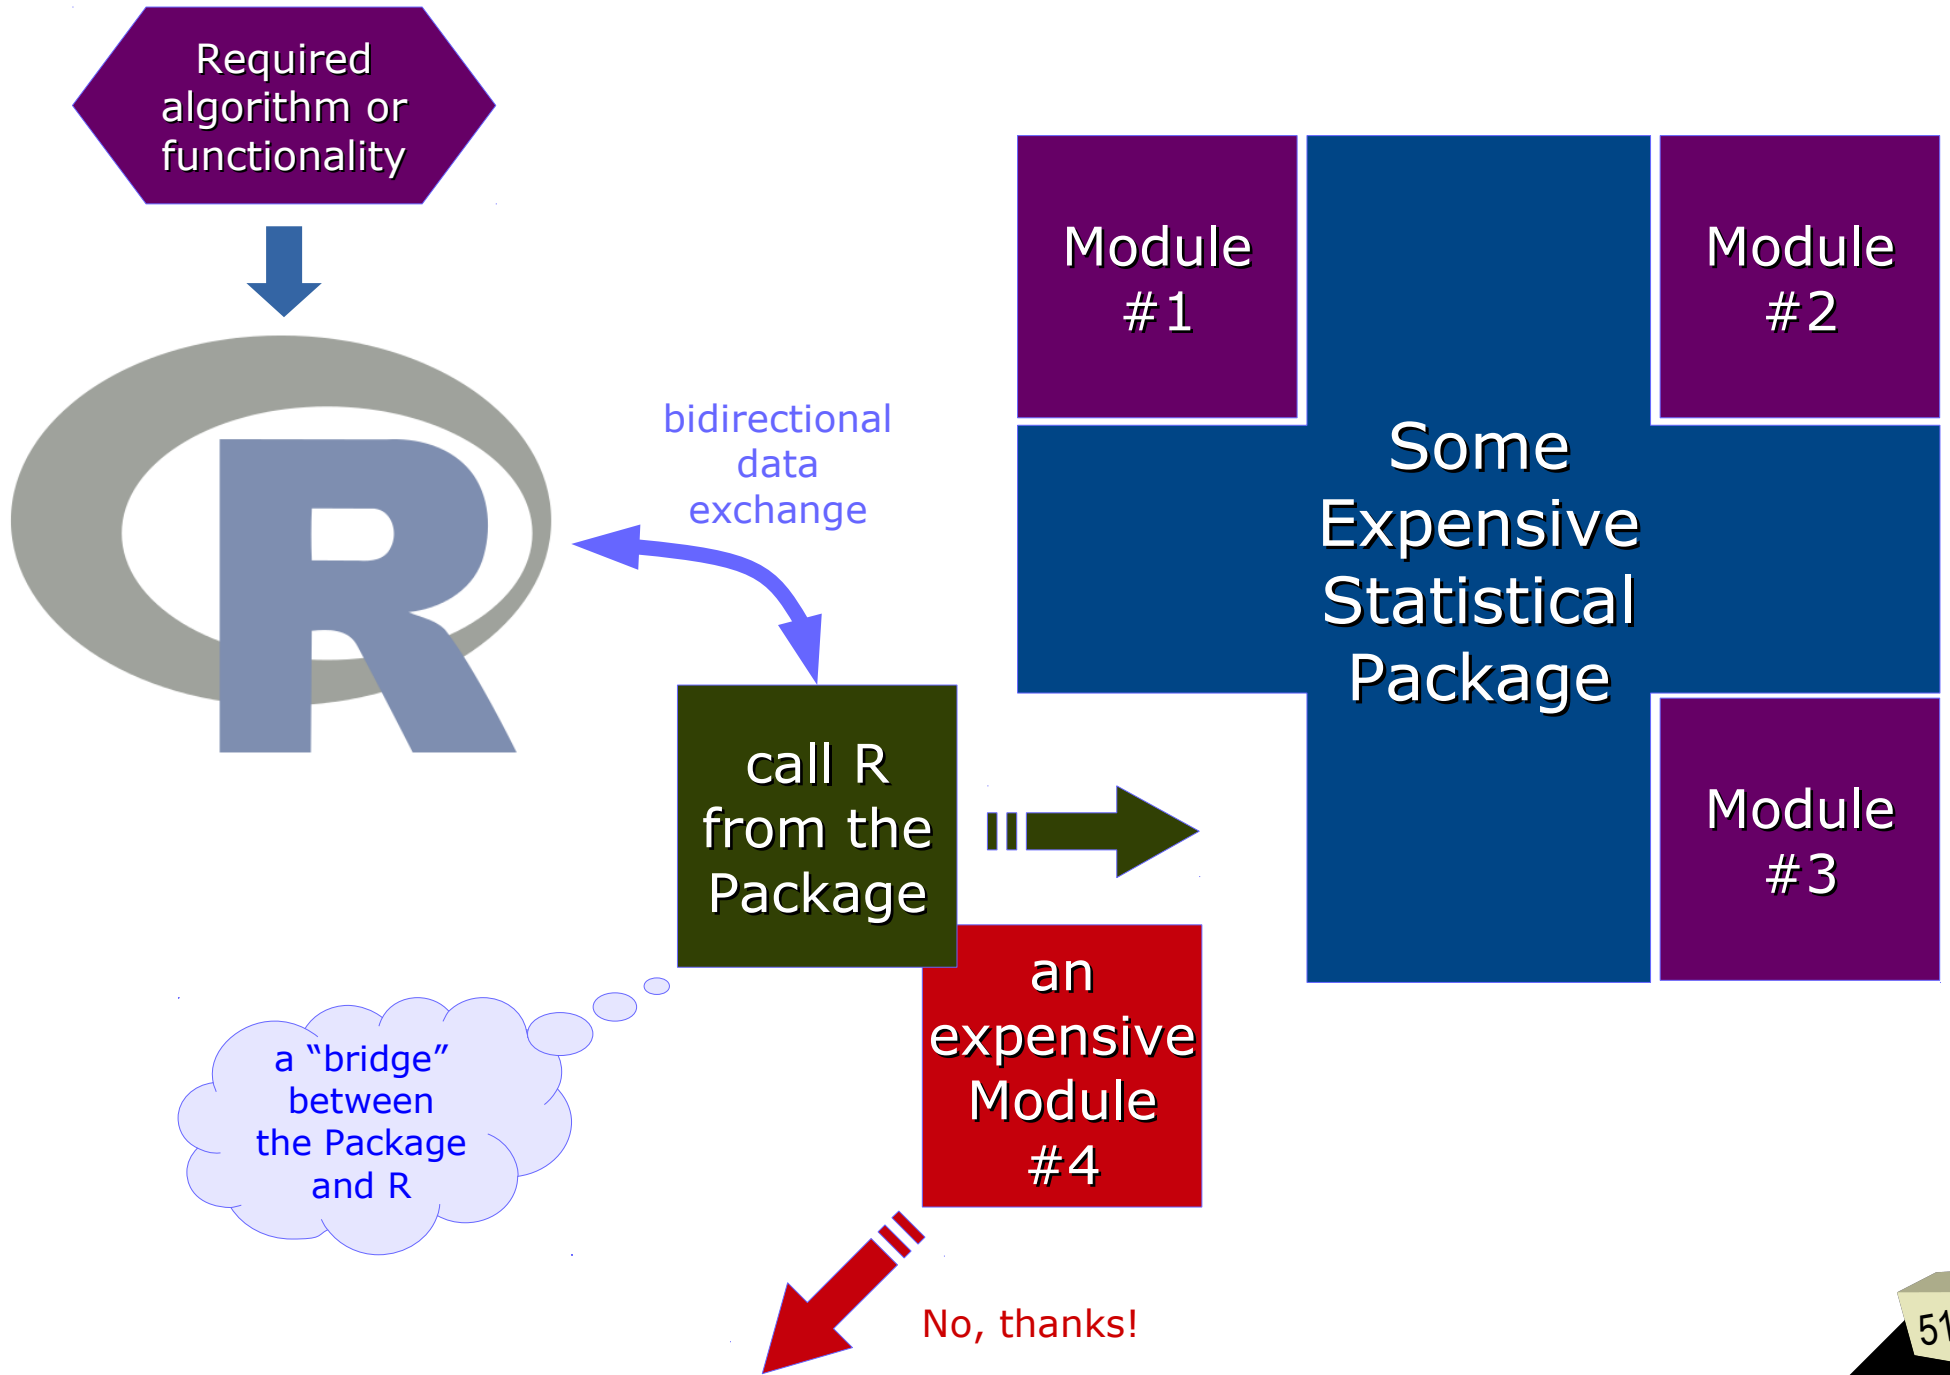 Required
algorithm or
functionality
R
bidirectional
data
exchange
Module
#1
Module
#2
Some
Expensive
Statistical
Package
Module
#3
call R
from the
Package
an
expensive
Module
#4
a “bridge”
between
the Package
and R
No, thanks!
51